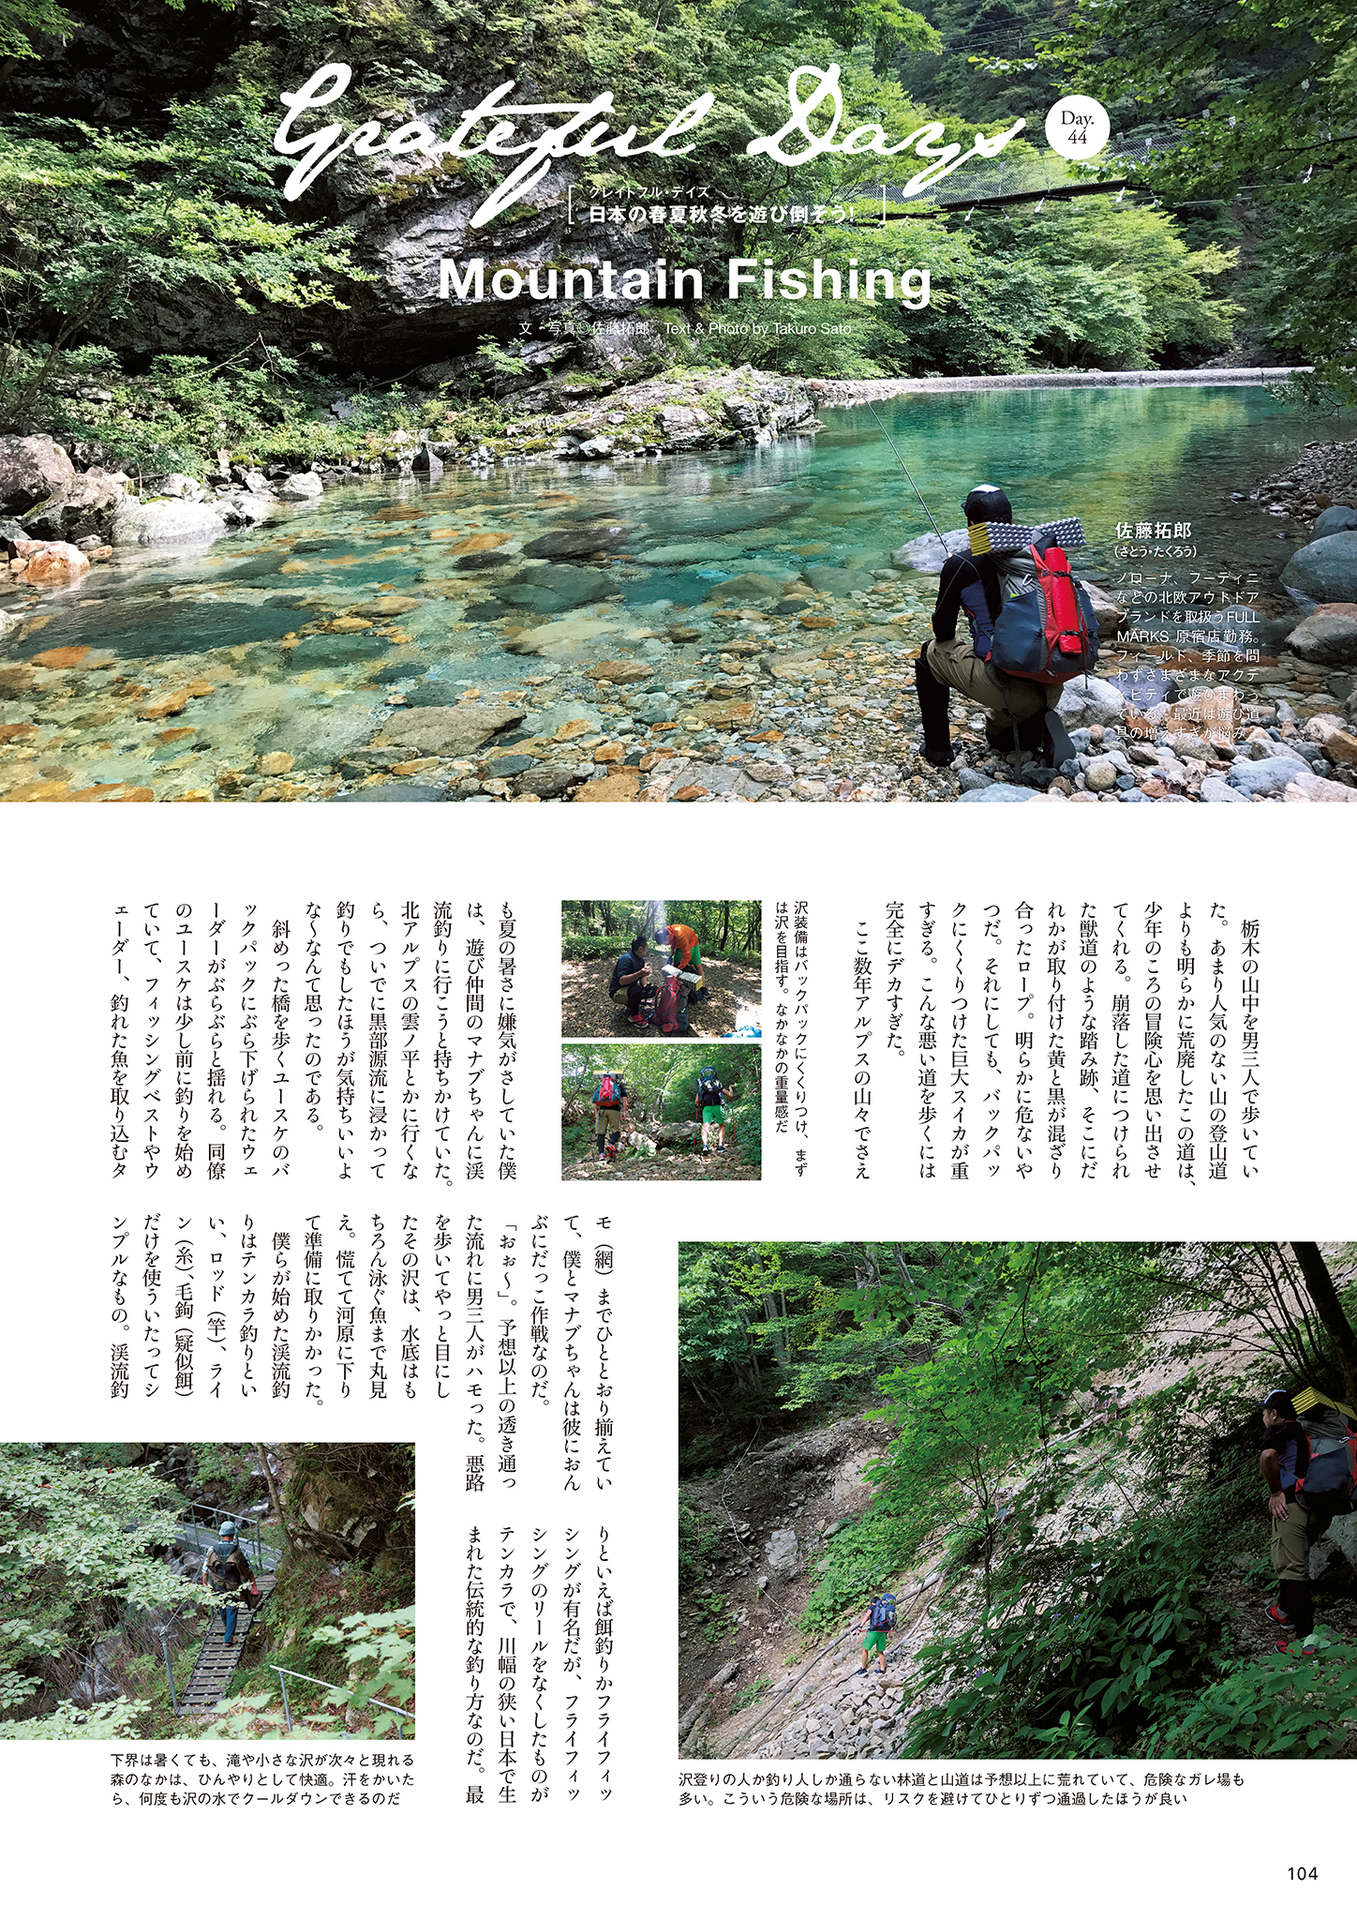 Grateful Days
Day.
44
グレイトフル・デイズ
[ 日本の春夏秋冬を遊び倒そう! ]
Mountain Fishing
文・写真◎佐藤拓郎 Text & Photo by Takuro Sato
佐藤拓郎
(さとう・たくろう)
ノローナ、フーディニ
などの北欧アウトドア
ブランドを取扱うFULL
MARKS 原宿店勤務。
フィールド、季節を問
わずさまざまなアクテ
ィビティで遊びまわっ
ている。最近は遊び道
具の増えすぎが悩み
栃木の山中を男三人で歩いてい
た。あまり人気のない山の登山道
よりも明らかに荒廃したこの道は、
少年のころの冒険心を思い出させ
てくれる。崩落した道につけられ
た獣道のような踏み跡、そこにだ
れかが取り付けた黄と黒が混ざり
合ったロープ。明らかに危ないや
つだ。それにしても、バックパッ
クにくくりつけた巨大スイカが重
すぎる。こんな悪い道を歩くには
完全にデカすぎた。
ここ数年アルプスの山々でさえ
沢装備はバックパックにくくりつけ、まず
は沢を目指す。なかなかの重量感だ
も夏の暑さに嫌気がさしていた僕
は、遊び仲間のマナブちゃんに渓
流釣りに行こうと持ちかけていた。
北アルプスの雲ノ平とかに行くな
ら、ついでに黒部源流に浸かって
釣りでもしたほうが気持ちいいよ
な〜なんて思ったのである。
斜めった橋を歩くユースケのバ
ックパックにぶら下げられたウェ
ーダーがぶらぶらと揺れる。同僚
のユースケは少し前に釣りを始め
ていて、フィッシングベストやウ
ェーダー、釣れた魚を取り込むタ
モ(網)までひととおり揃えてい
て、僕とマナブちゃんは彼におん
ぶにだっこ作戦なのだ。
「おぉ〜」。予想以上の透き通っ
た流れに男三人がハモった。悪路
を歩いてやっと目にし
たその沢は、水底はも
ちろん泳ぐ魚まで丸見
え。慌てて河原に下り
て準備に取りかかった。
僕らが始めた渓流釣
りはテンカラ釣りとい
い、ロッド(竿)、ライ
ン(糸)、毛鉤(疑似餌)
だけを使ういたってシ
ンプルなもの。渓流釣
りといえば餌釣りかフライフィッ
シングが有名だが、フライフィッ
シングのリールをなくしたものが
テンカラで、川幅の狭い日本で生
まれた伝統的な釣り方なのだ。最
下界は暑くても、滝や小さな沢が次々と現れる
森のなかは、ひんやりとして快適。汗をかいた
ら、何度も沢の水でクールダウンできるのだ
沢登りの人か釣り人しか通らない林道と山道は予想以上に荒れていて、危険なガレ場も
多い。こういう危険な場所は、リスクを避けてひとりずつ通過したほうが良い
104